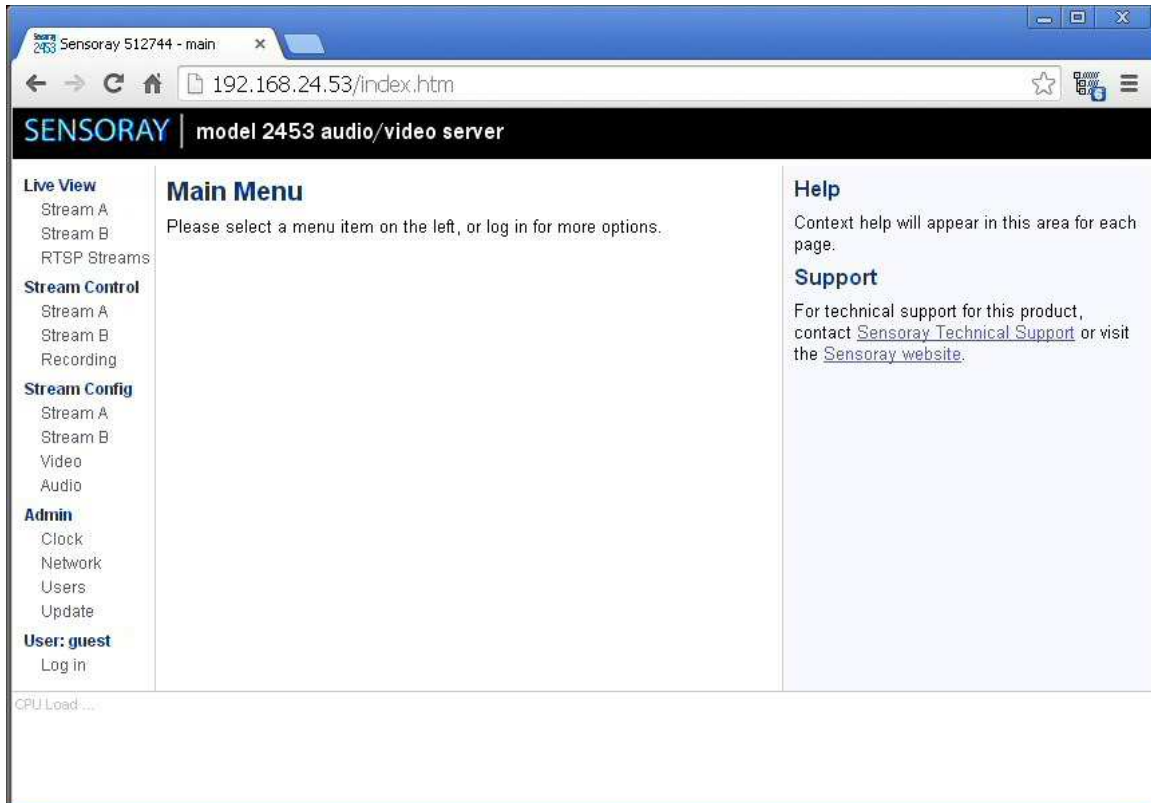 Sensoray 512744 - main
192.168.24.53/index.htm
6
SENSORAY | model 2453 audio/video server
Live View
Stream A
Stream B
RTSP Streams
Stream Control
Stream A
Stream B
Recording
Stream Config
Stream A
Stream B
Video
Audio
Admin
Clock
Network
Users
Update
User: guest
Log in
Main Menu
Please select a menu item on the left, or log in for more options.
Help
Context help will appear in this area for each
page.
Support
For technical support for this product,
contact Sensoray Technical Support or visit
the Sensoray website.
CPU Load ...